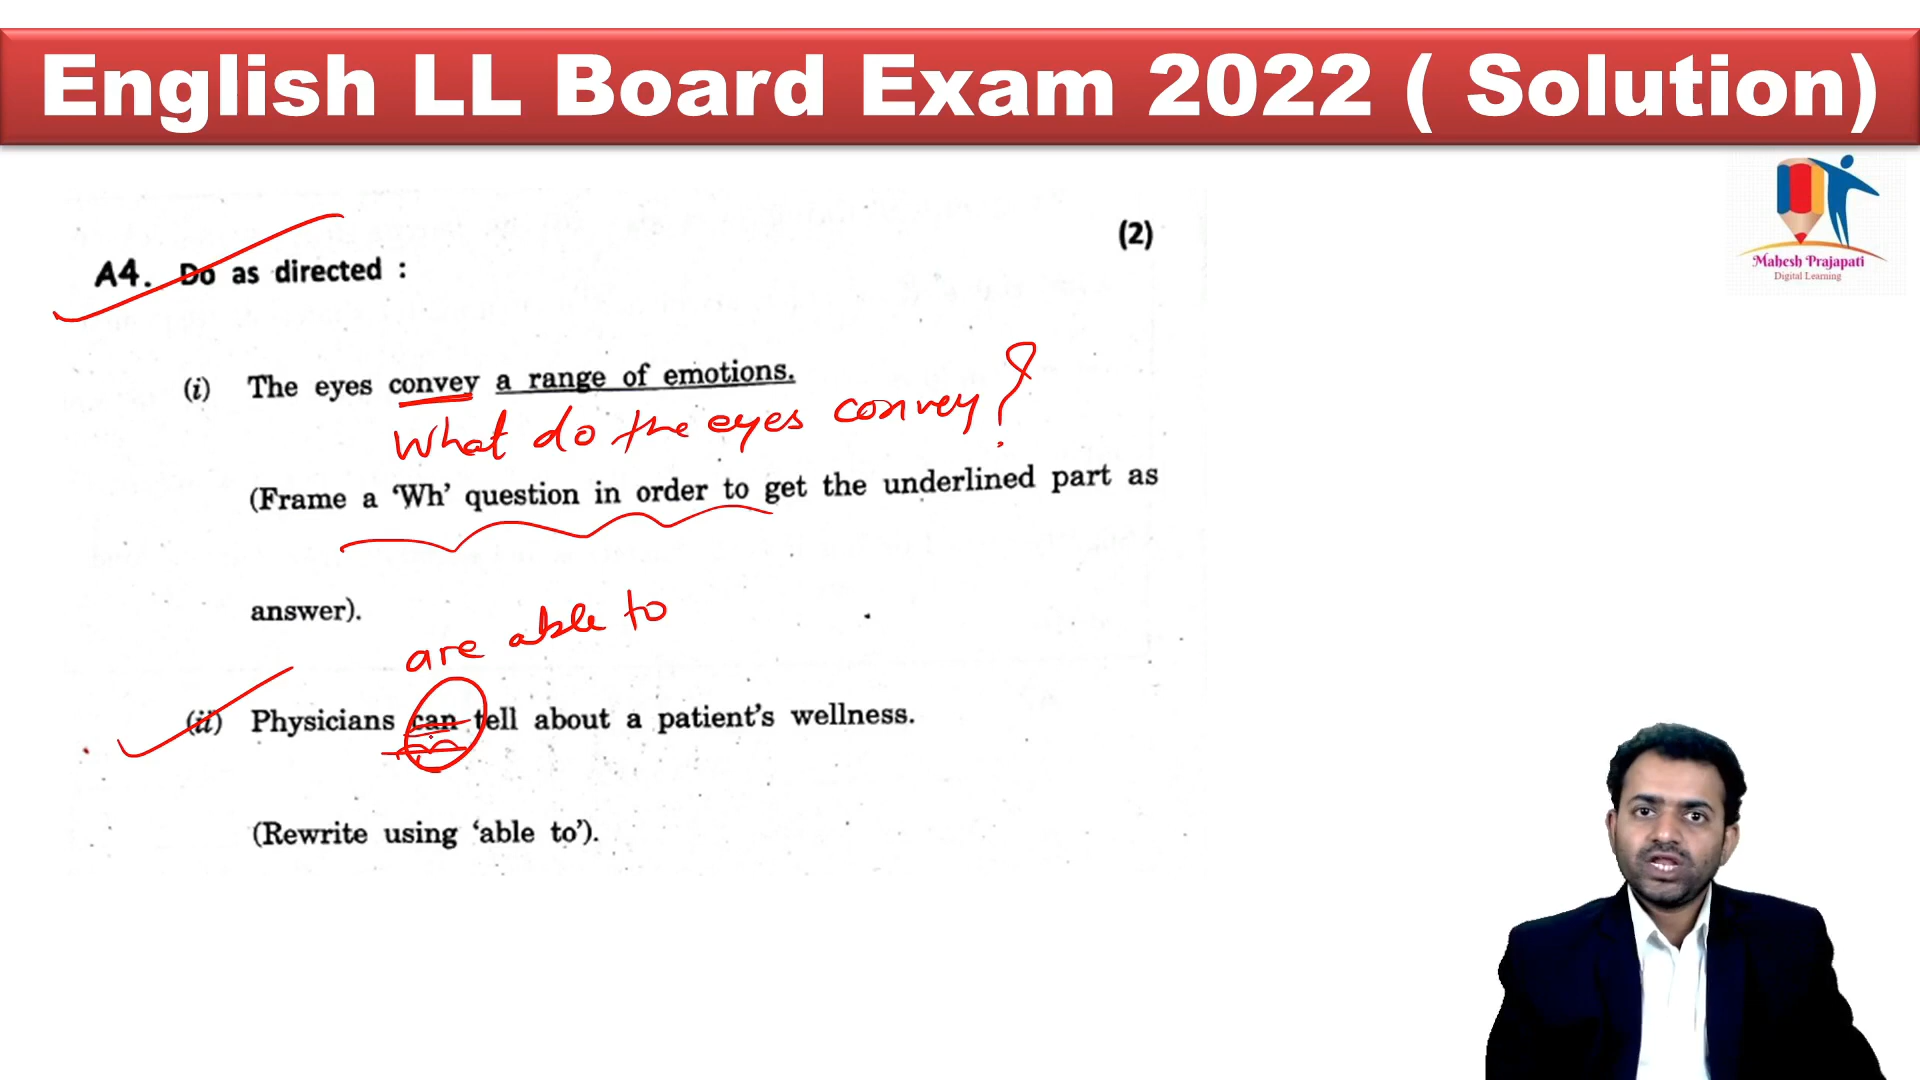 English LL Board Exam 2022 ( Solution)
Mahesh Prajapati
Digital Learning
(2)
A4. Do as directed :
(i) The eyes convey a range of emotions.
What do the eyes convey?
(Frame a ‘Wh’ question in order to get the underlined part as
answer).
are able to
(ii) Physicians can tell about a patient’s wellness.
(Rewrite using ‘able to’).